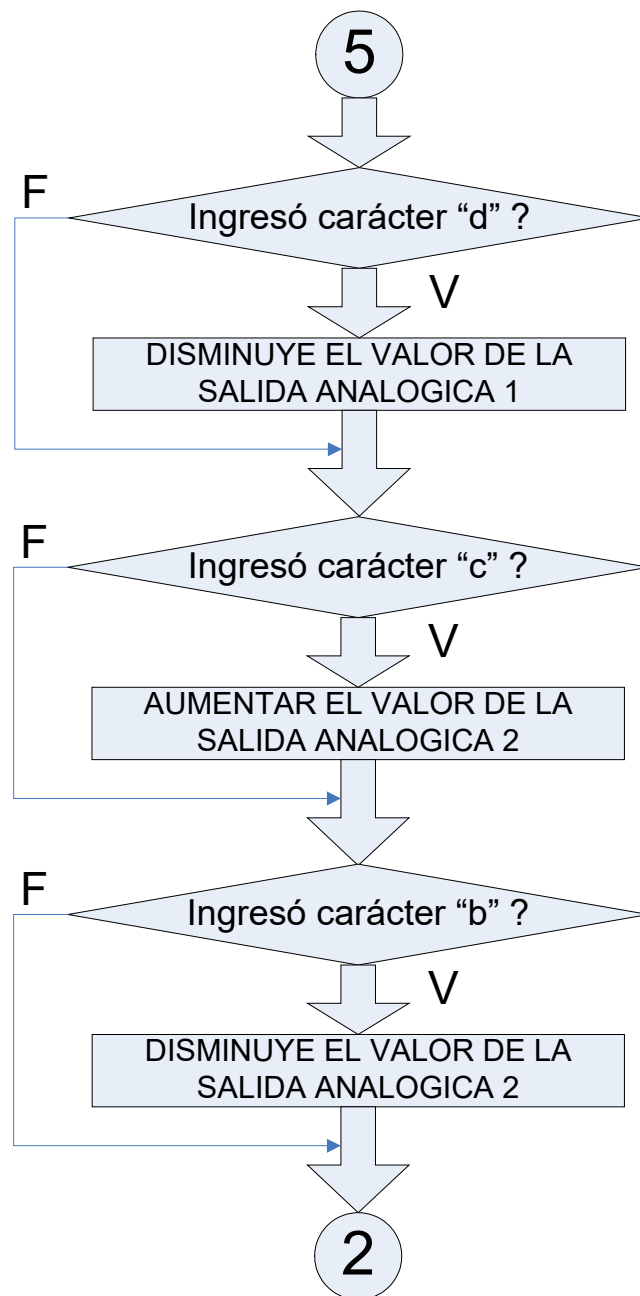 5
Ingresó carácter “d” ?
F
V
DISMINUYE EL VALOR DE LA
SALIDA ANALOGICA 1
Ingresó carácter “c” ?
F
V
AUMENTAR EL VALOR DE LA
SALIDA ANALOGICA 2
Ingresó carácter “b” ?
F
V
DISMINUYE EL VALOR DE LA
SALIDA ANALOGICA 2
2